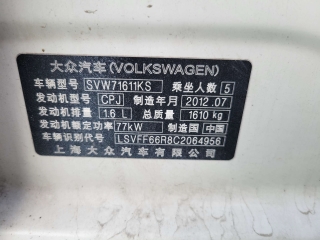 大众汽车(VOLKSWAGEN)
车辆型号 SVW71611KS 乘坐人数 5
发动机型号 CPJ 制造年月 2012.07
发动机排量 1.6 L 总质量 1610 kg
发动机额定功率 77kW 制造国 中国
车辆识别代号 LSVFF66R8C2064956
上海大众汽车有限公司